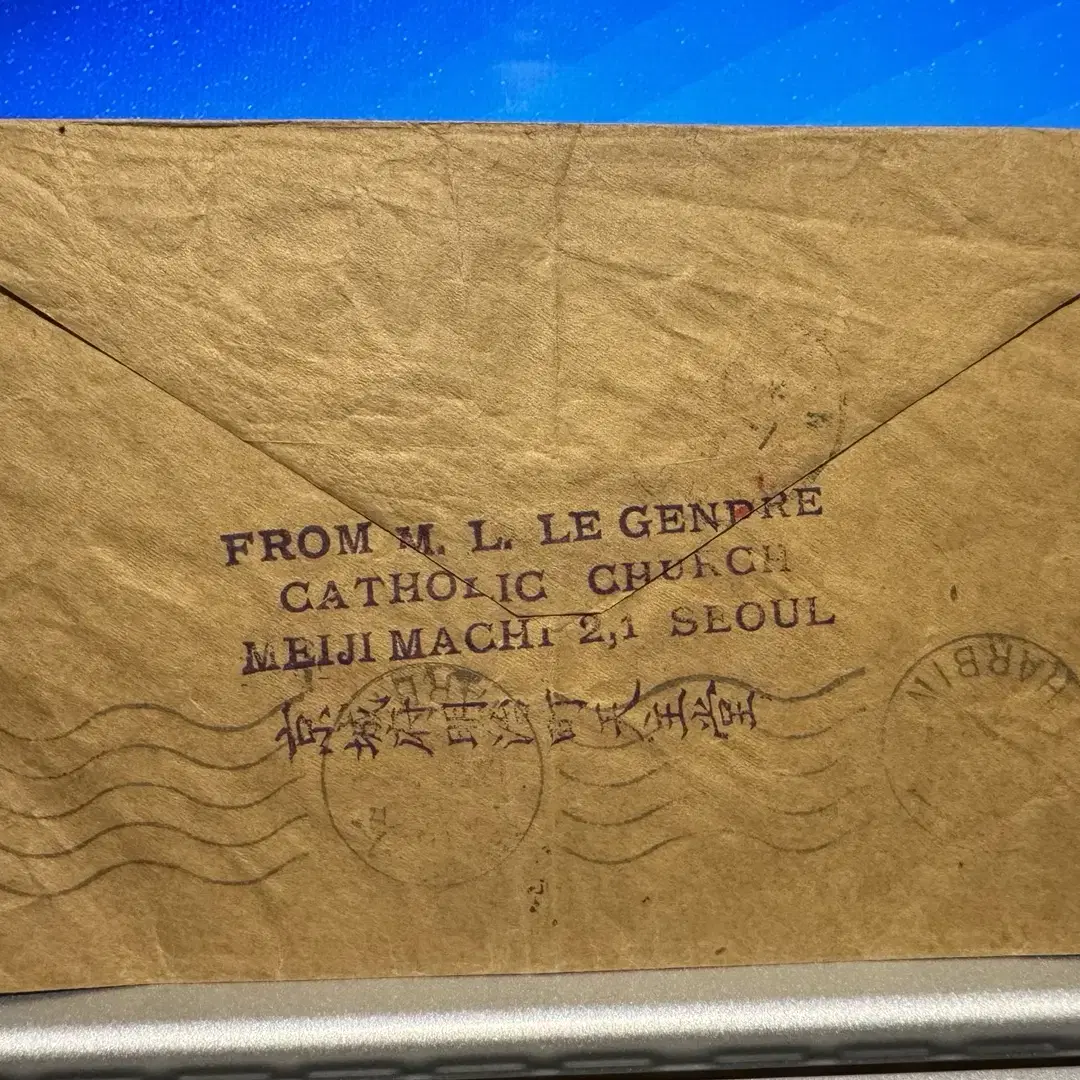 FROM M. L. LE GENDRE
CATHOLIC CHURCH
MEIJI MACHI 2,1 SEOUL
京城府明治町天主堂
HARBIN